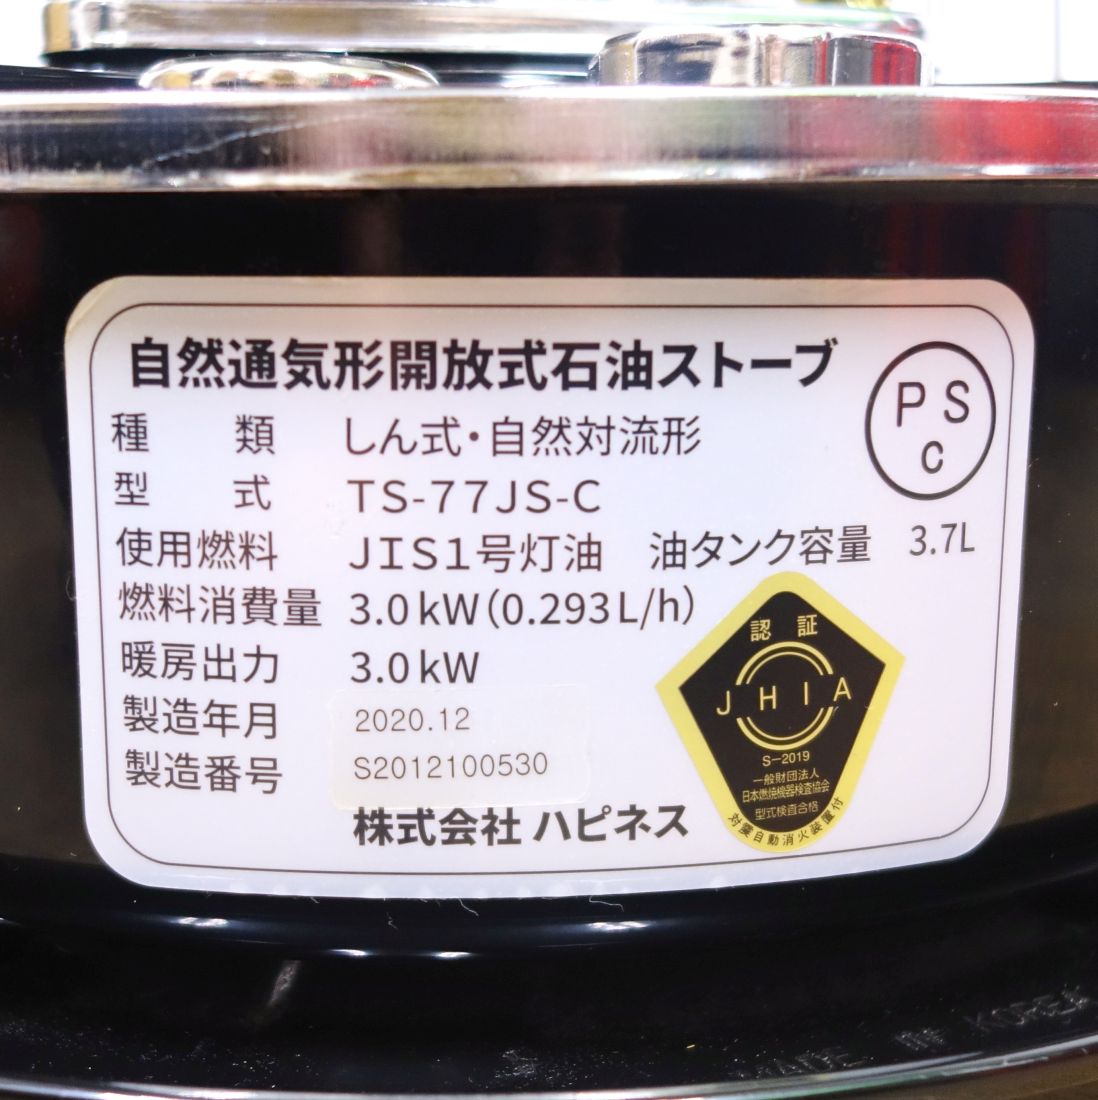 自然通気形開放式石油ストーブ
PS
C
種類 しん式・自然対流形
型式 TS-77JS-C
使用燃料 JIS1号灯油 油タンク容量 3.7L
燃料消費量 3.0kW(0.293L/h)
暖房出力 3.0kW
製造年月 2020.12
製造番号 S2012100530
株式会社 ハピネス
認証
JHIA
S-2019
一般財団法人
日本燃焼機器検査協会
型式検査合格
対震自動消火装置付
MADE IN KOREA